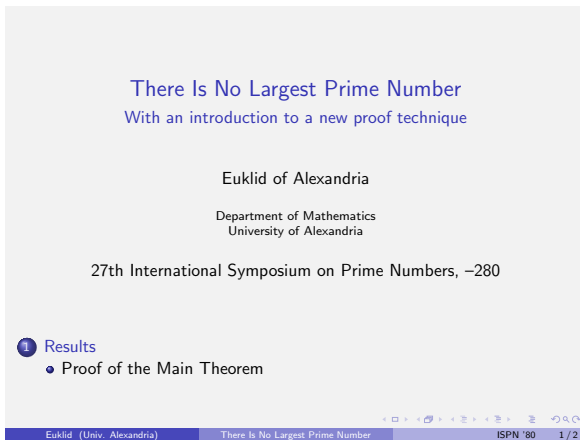 There Is No Largest Prime Number
With an introduction to a new proof technique
Euklid of Alexandria
Department of Mathematics
University of Alexandria
27th International Symposium on Prime Numbers, –280
1 Results
Proof of the Main Theorem
Euklid (Univ. Alexandria) There Is No Largest Prime Number ISPN '80 1 / 2